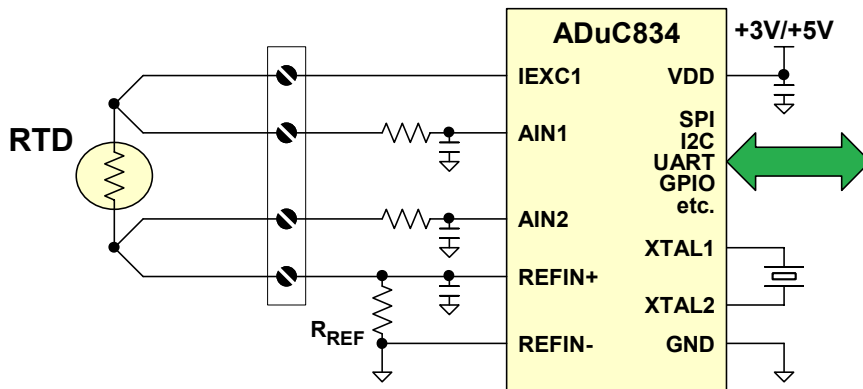 ADuC834
+3V/+5V
IEXC1
VDD
RTD
AIN1
SPI
I2C
UART
GPIO
etc.
AIN2
XTAL1
REFIN+
XTAL2
RREF
REFIN-
GND